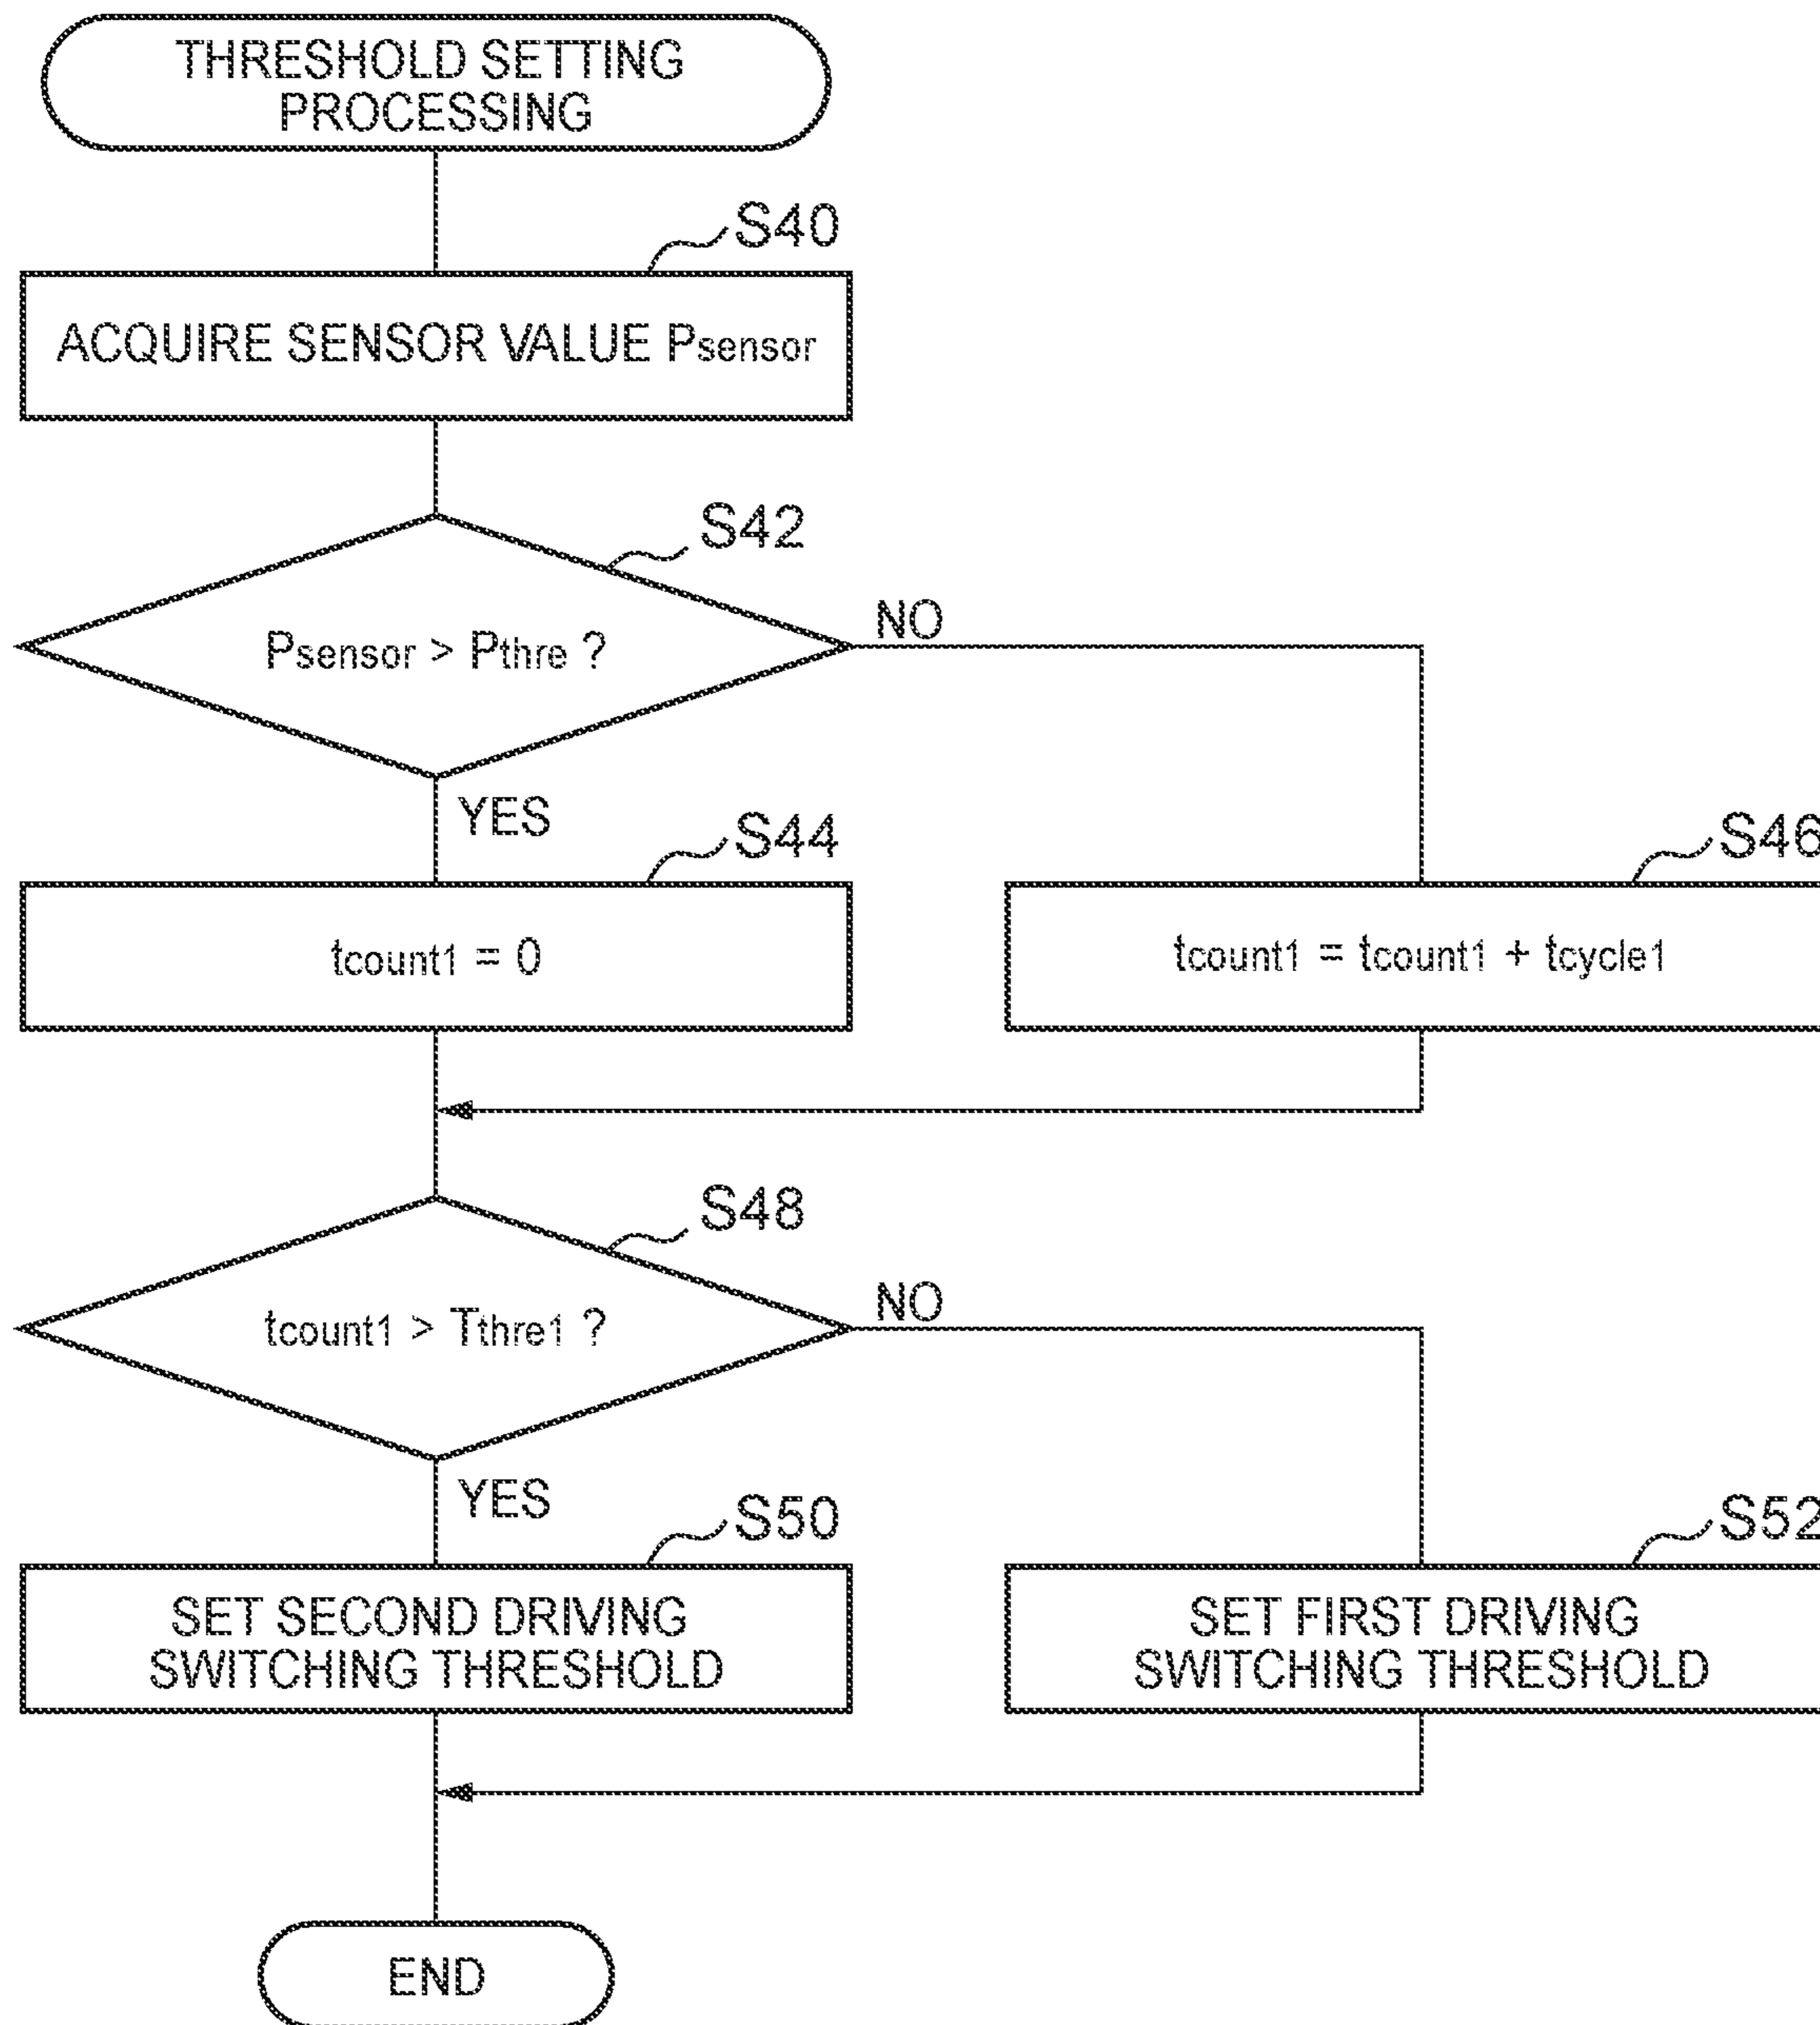 THRESHOLD SETTING
PROCESSING
S40
ACQUIRE SENSOR VALUE Psensor
S42
Psensor > Pthre ?
NO
YES
S44
tcount1 = 0
S46
tcount1 = tcount1 + tcycle1
S48
tcount1 > Tthre1 ?
NO
YES
S50
SET SECOND DRIVING
SWITCHING THRESHOLD
S52
SET FIRST DRIVING
SWITCHING THRESHOLD
END